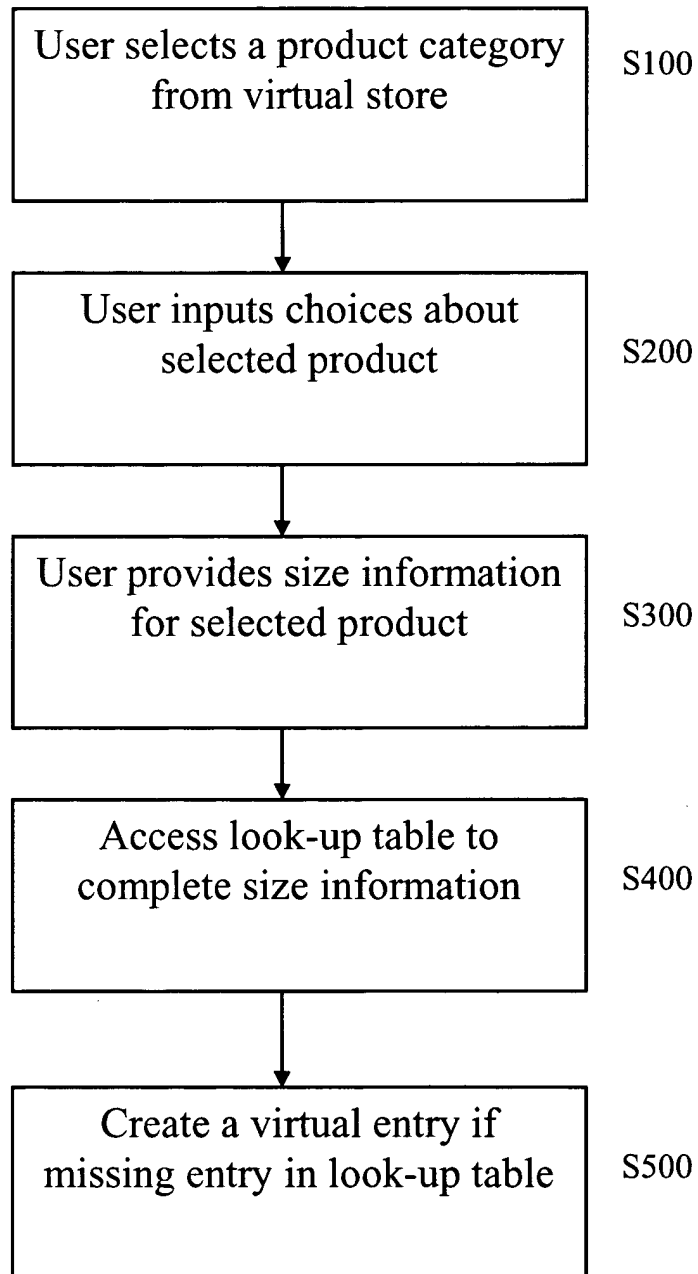 User selects a product category
from virtual store
S100
User inputs choices about
selected product
S200
User provides size information
for selected product
S300
Access look-up table to
complete size information
S400
Create a virtual entry if
missing entry in look-up table
S500